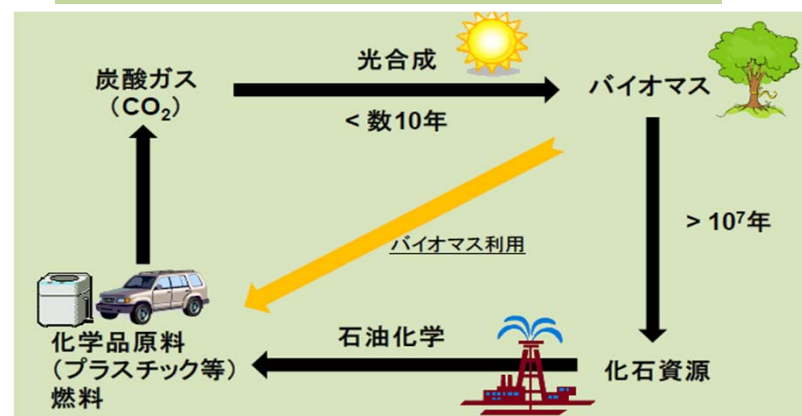 炭酸ガス
（CO₂）
光合成
< 数10年
バイオマス
> 10⁷年
バイオマス利用
石油化学
化石資源
化学品原料
（プラスチック等）
燃料